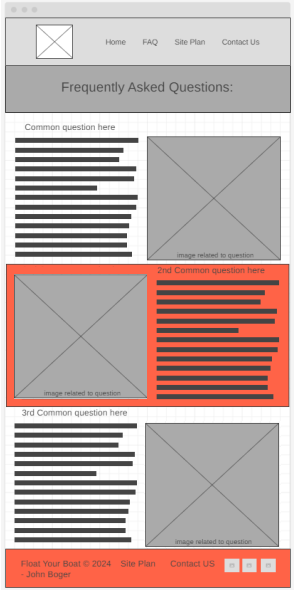 Home FAQ Site Plan Contact Us
Frequently Asked Questions:
Common question here
image related to question
2nd Common question here
image related to question
3rd Common question here
image related to question
Float Your Boat © 2024 Site Plan Contact US
- John Boger